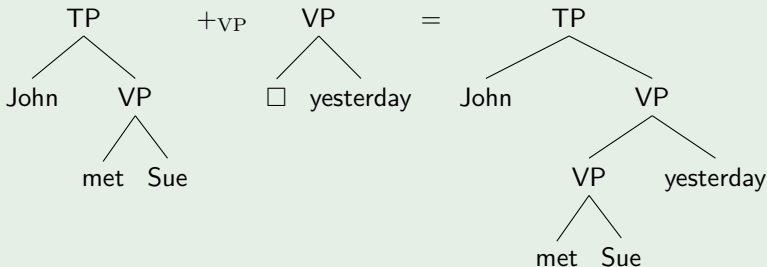 TP +VP VP = TP
John VP □ yesterday John VP
met Sue VP yesterday
met Sue